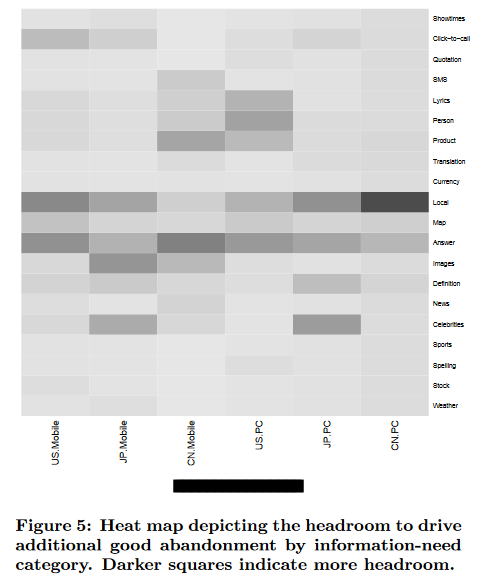 Showtimes
Click-to-call
Quotation
SMS
Lyrics
Person
Product
Translation
Currency
Local
Map
Answer
Images
Definition
News
Celebrities
Sports
Spelling
Stock
Weather
US.Mobile
JP.Mobile
CN.Mobile
US.PC
JP.PC
CN.PC
Figure 5: Heat map depicting the headroom to drive
additional good abandonment by information-need
category. Darker squares indicate more headroom.